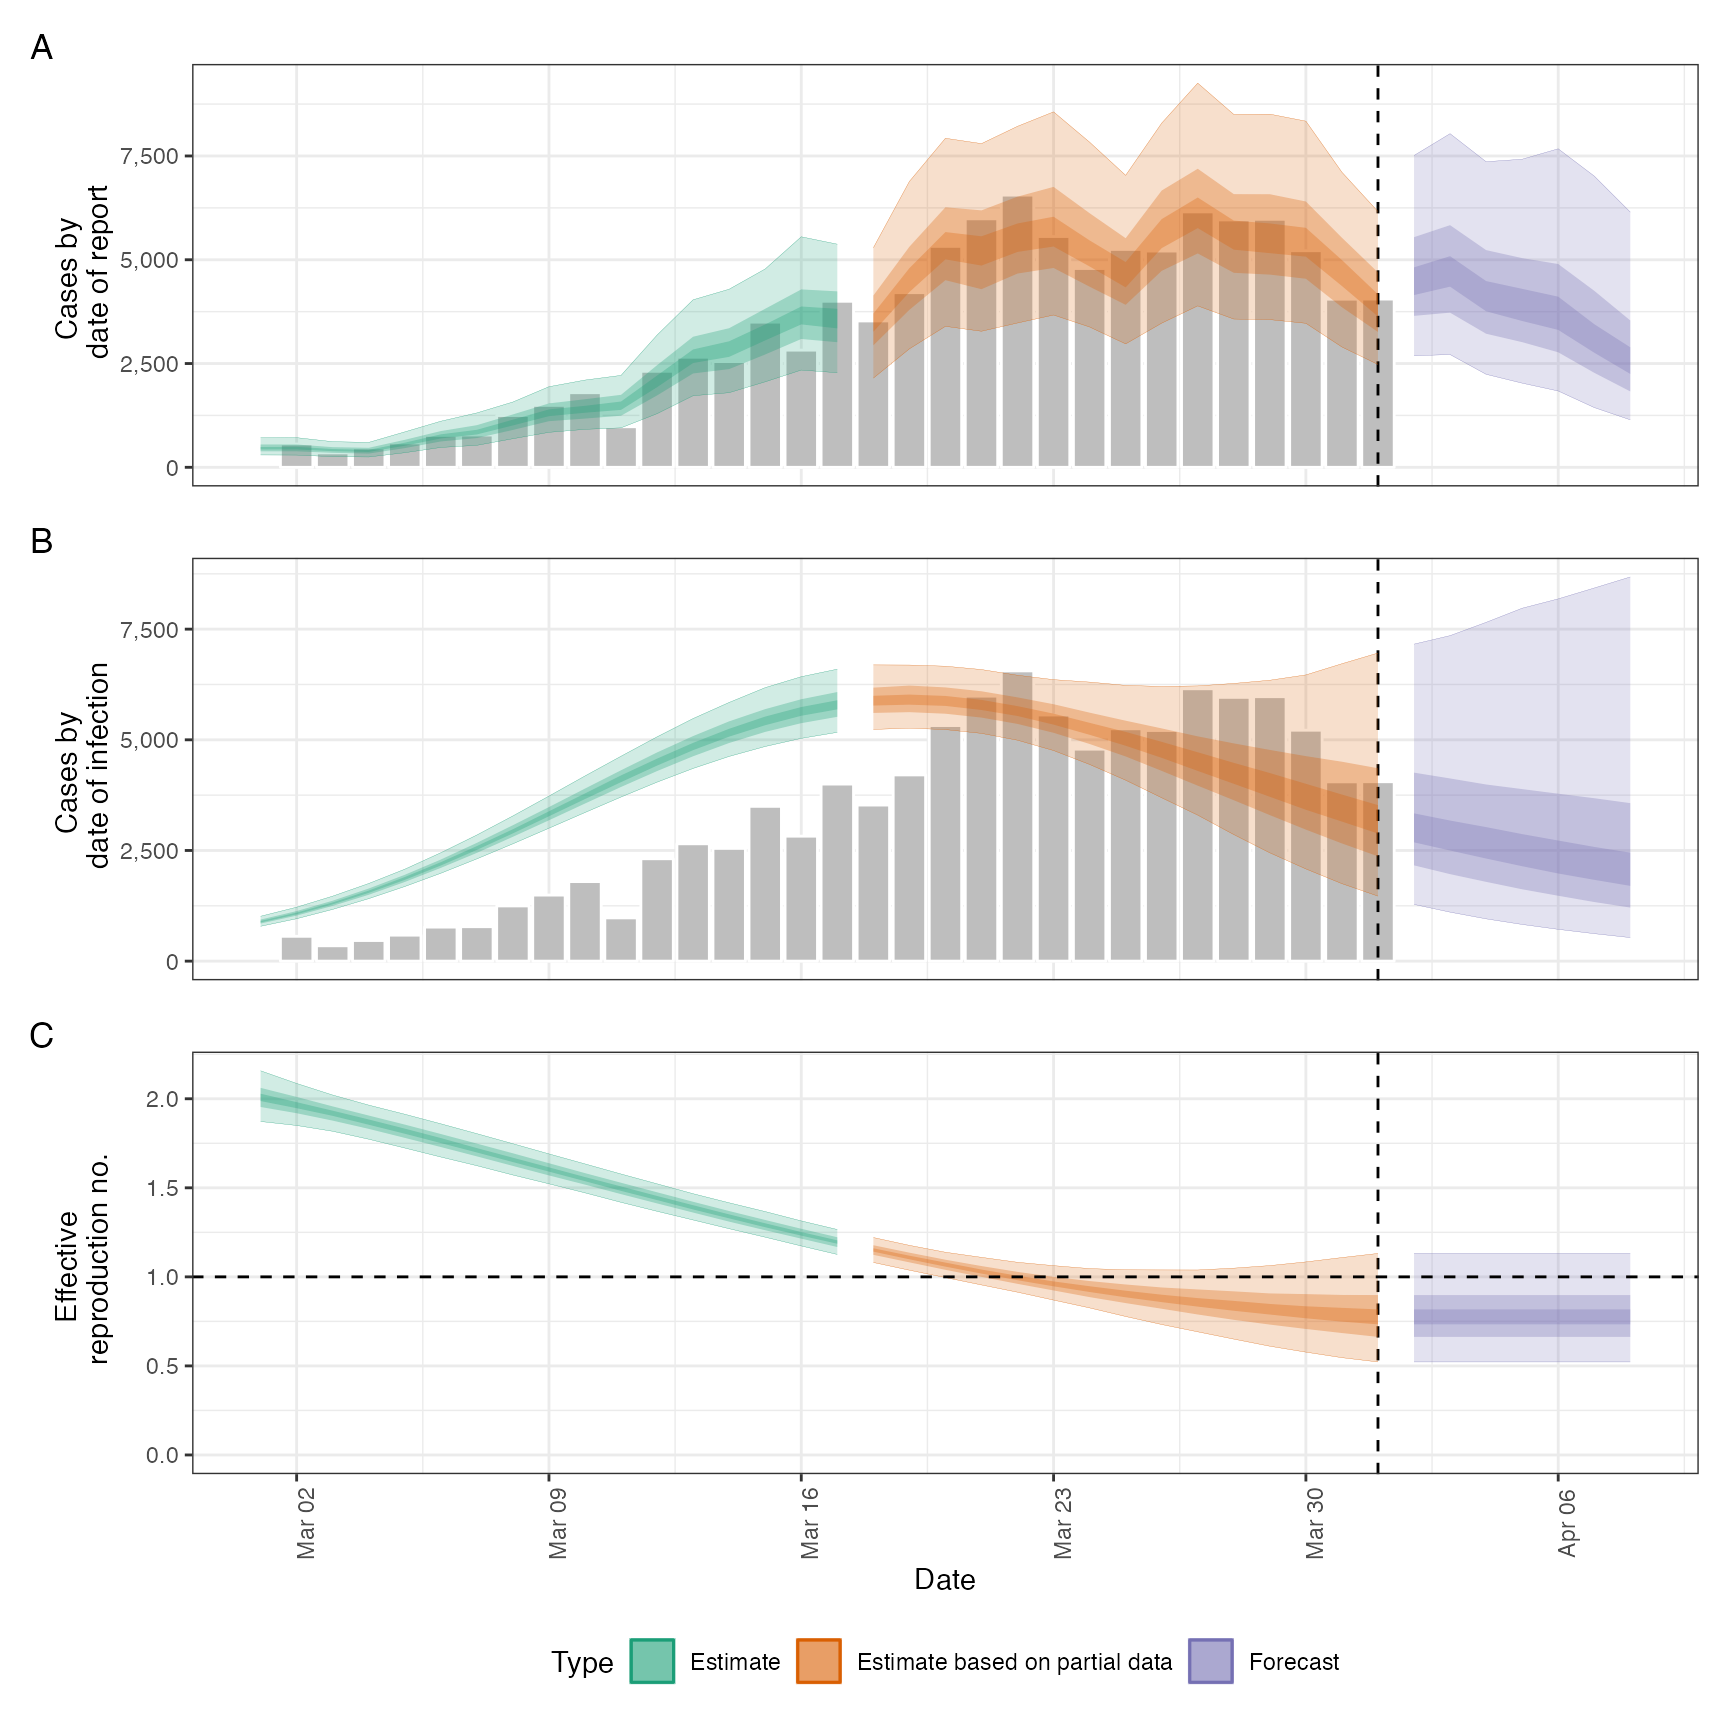 A
Cases by
date of report
7,500
5,000
2,500
0
B
Cases by
date of infection
7,500
5,000
2,500
0
C
Effective
reproduction no.
2.0
1.5
1.0
0.5
0.0
Mar 02
Mar 09
Mar 16
Mar 23
Mar 30
Apr 06
Date
Type Estimate Estimate based on partial data Forecast